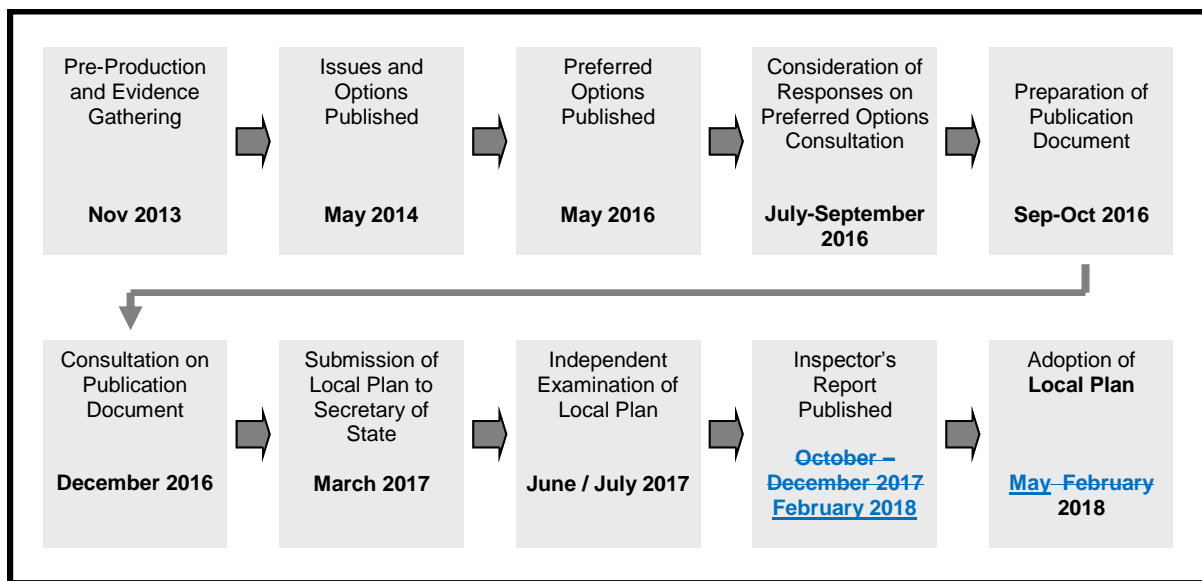 Pre-Production
and Evidence
Gathering
Nov 2013
Issues and
Options
Published
May 2014
Preferred
Options
Published
May 2016
Consideration of
Responses on
Preferred Options
Consultation
July-September
2016
Preparation of
Publication
Document
Sep-Oct 2016
Consultation on
Publication
Document
December 2016
Submission of
Local Plan to
Secretary of
State
March 2017
Independent
Examination of
Local Plan
June / July 2017
Inspector's
Report
Published
October –
December 2017
February 2018
Adoption of
Local Plan
May February
2018